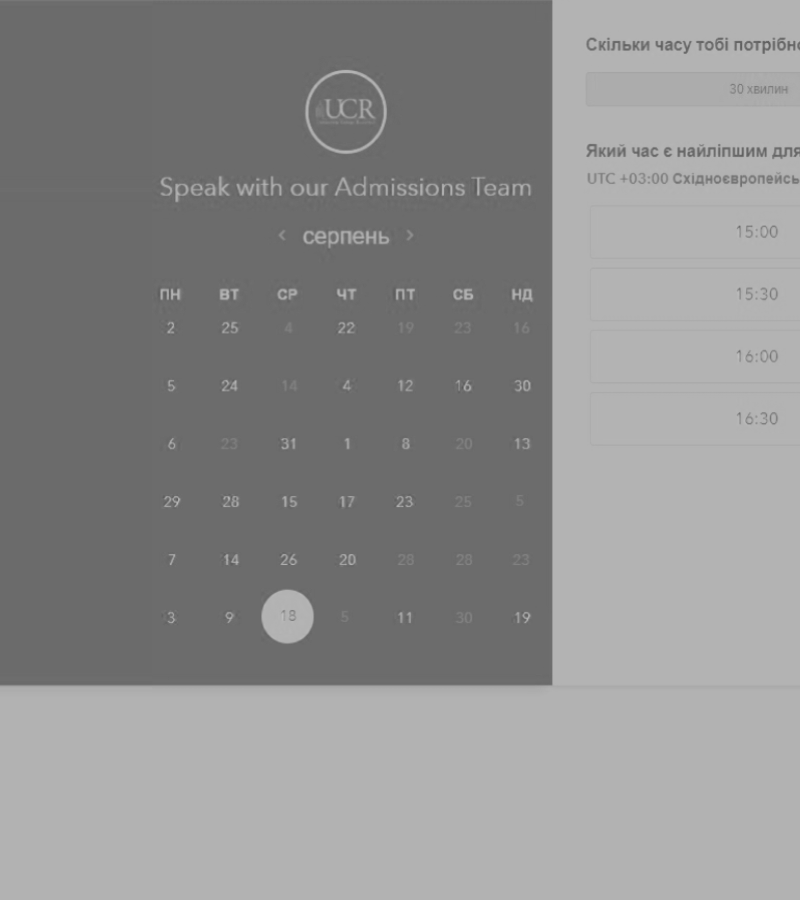 UCR
Speak with our Admissions Team
‹ серпень ›
ПН ВТ СР ЧТ ПТ СБ НД
2 25 4 22 19 23 16
5 24 14 4 12 16 30
6 23 31 1 8 20 13
29 28 15 17 23 25 5
7 14 26 20 28 28 23
3 9 18 5 11 30 19
Скільки часу тобі потрібно
30 хвилин
Який час є найліпшим для
UTC +03:00 Східноєвропейсь
15:00
15:30
16:00
16:30